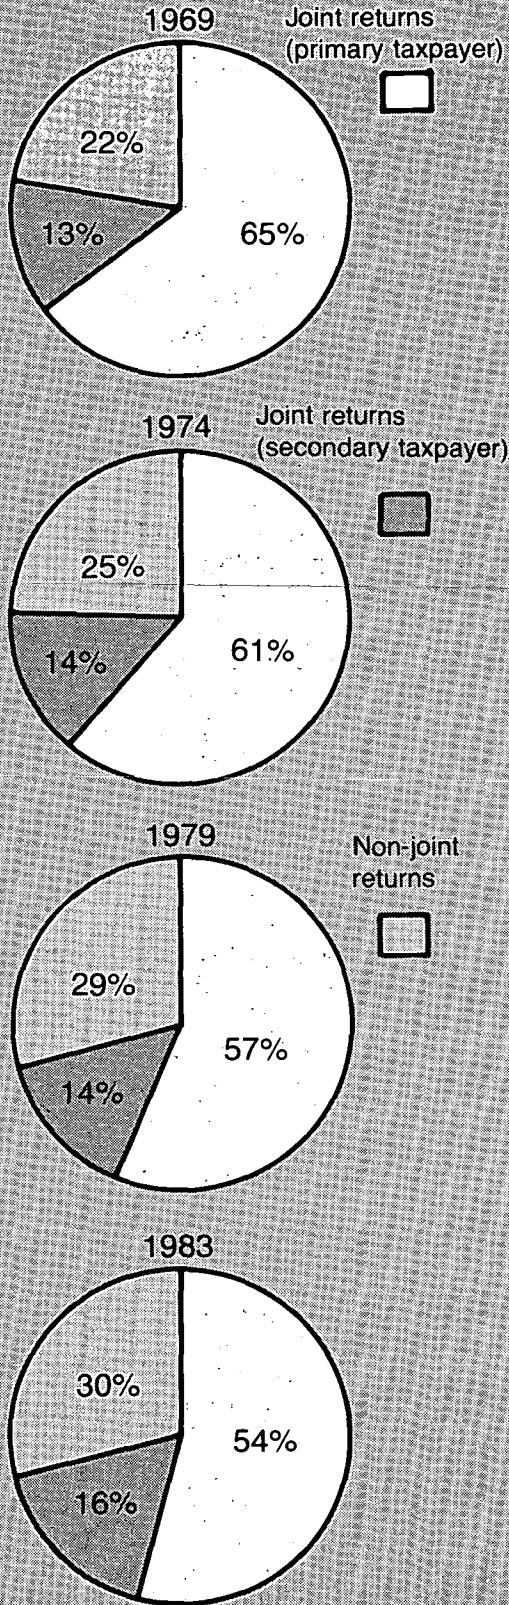 1969
Joint returns
(primary taxpayer)
22%
13%
65%
1974
Joint returns
(secondary taxpayer)
25%
14%
61%
1979
Non-joint
returns
29%
14%
57%
1983
30%
16%
54%